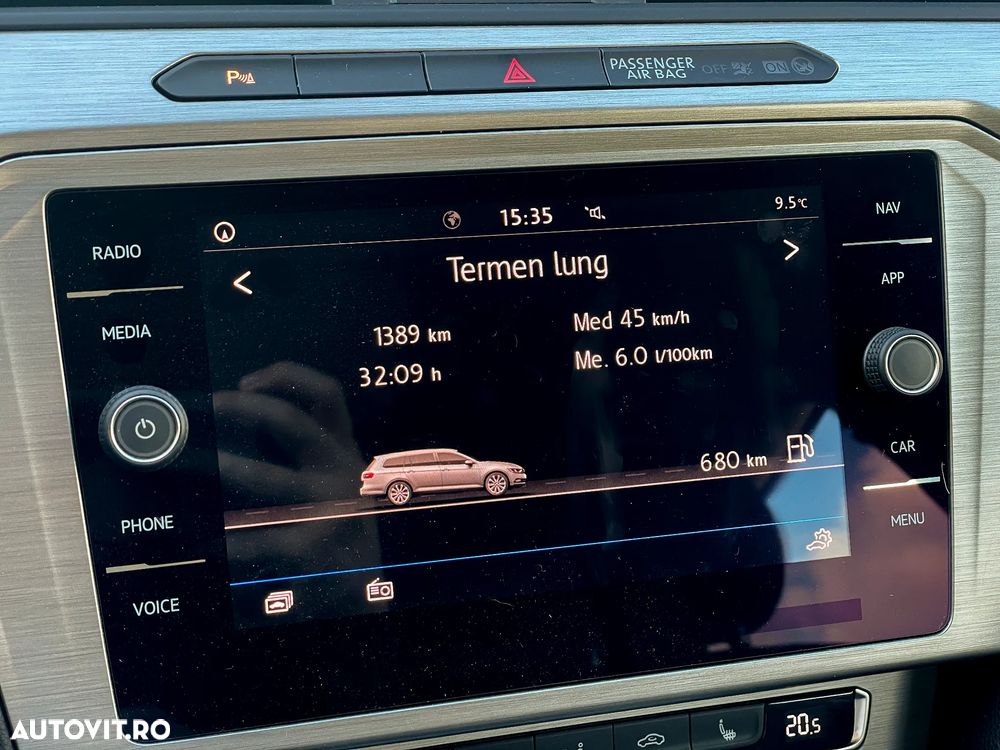 P
PASSENGER
AIR BAG OFF ON
15:35
9.5°C
RADIO
MEDIA
PHONE
VOICE
<
Termen lung
>
1389 km
32:09 h
Med 45 km/h
Me. 6.0 l/100km
680 km
NAV
APP
CAR
MENU
20.5
AUTOVIT.RO